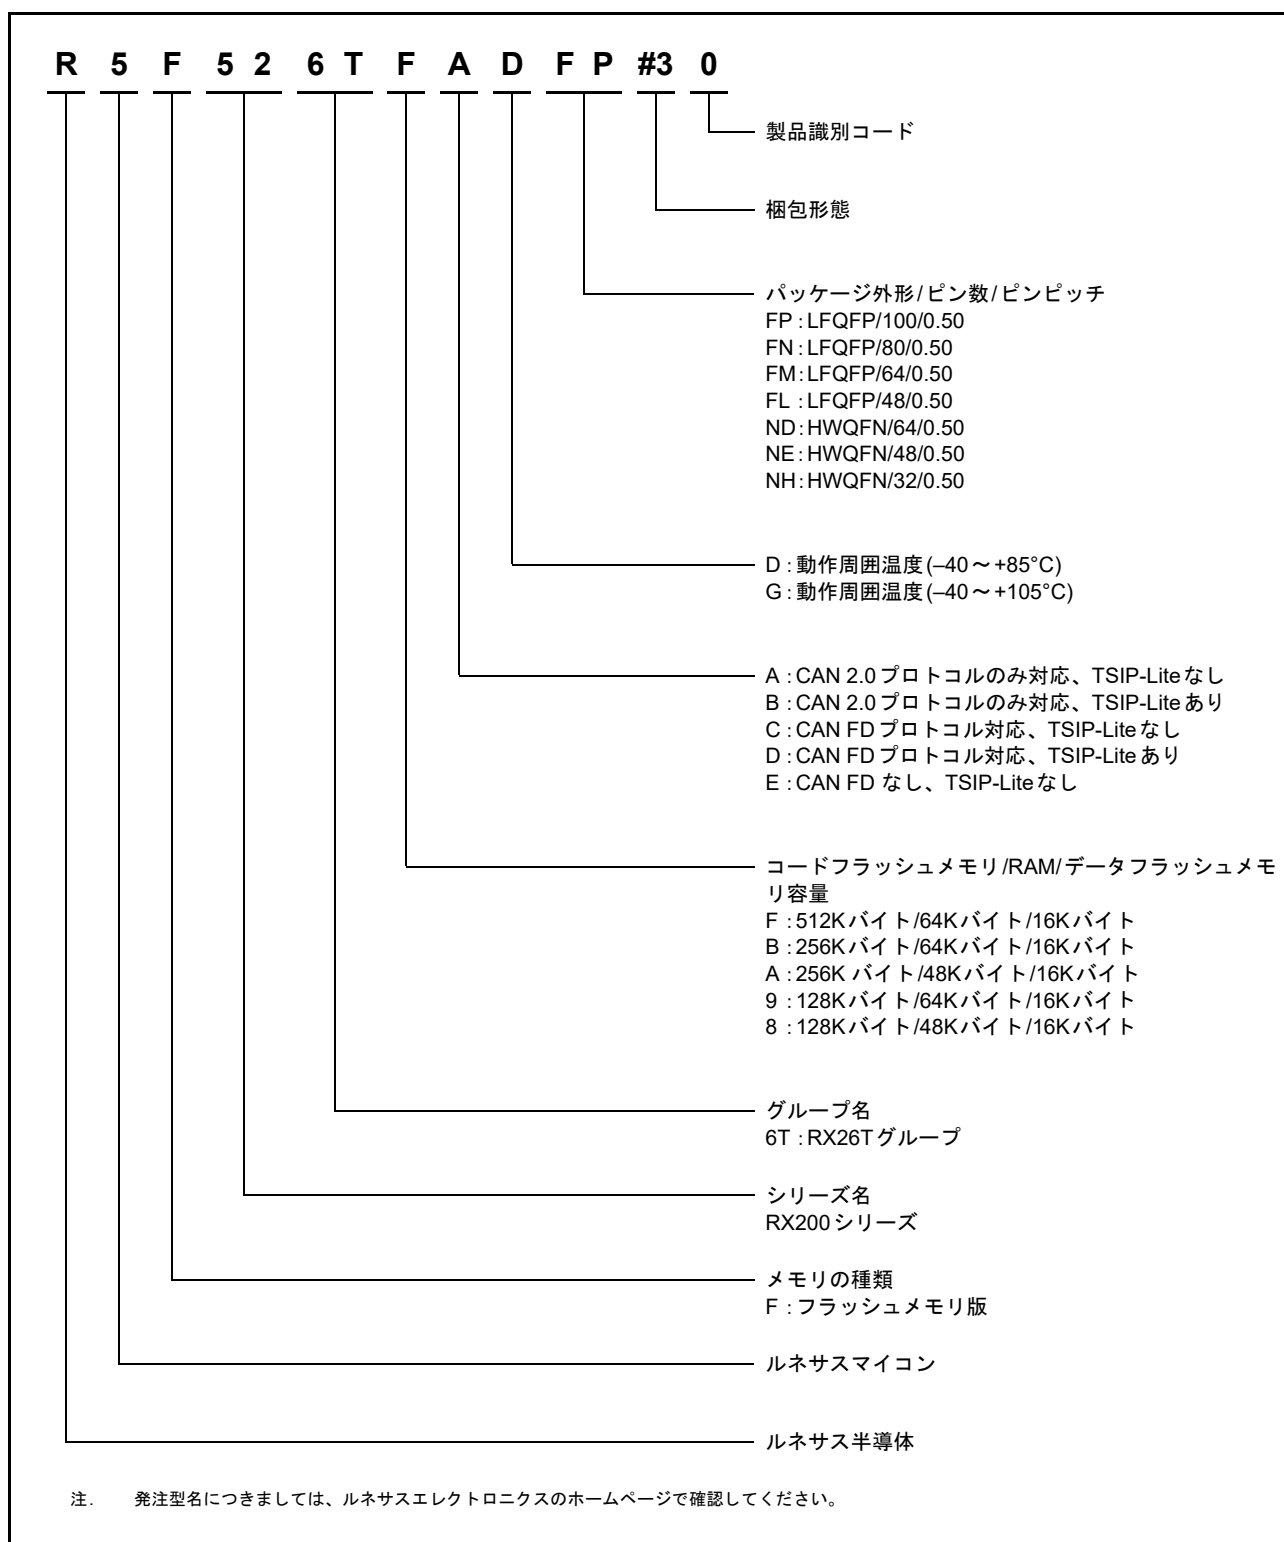 R 5 F 5 2 6 T F A D F P #3 0
製品識別コード
梱包形態
パッケージ外形/ピン数/ピンピッチ
FP:LFQFP/100/0.50
FN:LFQFP/80/0.50
FM:LFQFP/64/0.50
FL:LFQFP/48/0.50
ND:HWQFN/64/0.50
NE:HWQFN/48/0.50
NH:HWQFN/32/0.50
D:動作周囲温度(–40～+85°C)
G:動作周囲温度(–40～+105°C)
A:CAN 2.0プロトコルのみ対応、TSIP-Liteなし
B:CAN 2.0プロトコルのみ対応、TSIP-Liteあり
C:CAN FDプロトコル対応、TSIP-Liteなし
D:CAN FDプロトコル対応、TSIP-Liteあり
E:CAN FD なし、TSIP-Liteなし
コードフラッシュメモリ/RAM/データフラッシュメモ
リ容量
F:512Kバイト/64Kバイト/16Kバイト
B:256Kバイト/64Kバイト/16Kバイト
A:256K バイト/48Kバイト/16Kバイト
9:128Kバイト/64Kバイト/16Kバイト
8:128Kバイト/48Kバイト/16Kバイト
グループ名
6T:RX26Tグループ
シリーズ名
RX200シリーズ
メモリの種類
F:フラッシュメモリ版
ルネサスマイコン
ルネサス半導体
注. 発注型名につきましては、ルネサスエレクトロニクスのホームページで確認してください。